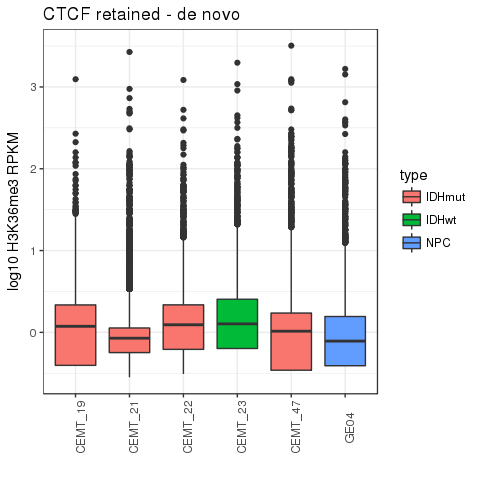 CTCF retained - de novo
log10 H3K36me3 RPKM
3
2
1
0
CEMT_19
CEMT_21
CEMT_22
CEMT_23
CEMT_47
GE04
type
IDHmut
IDHwt
NPC